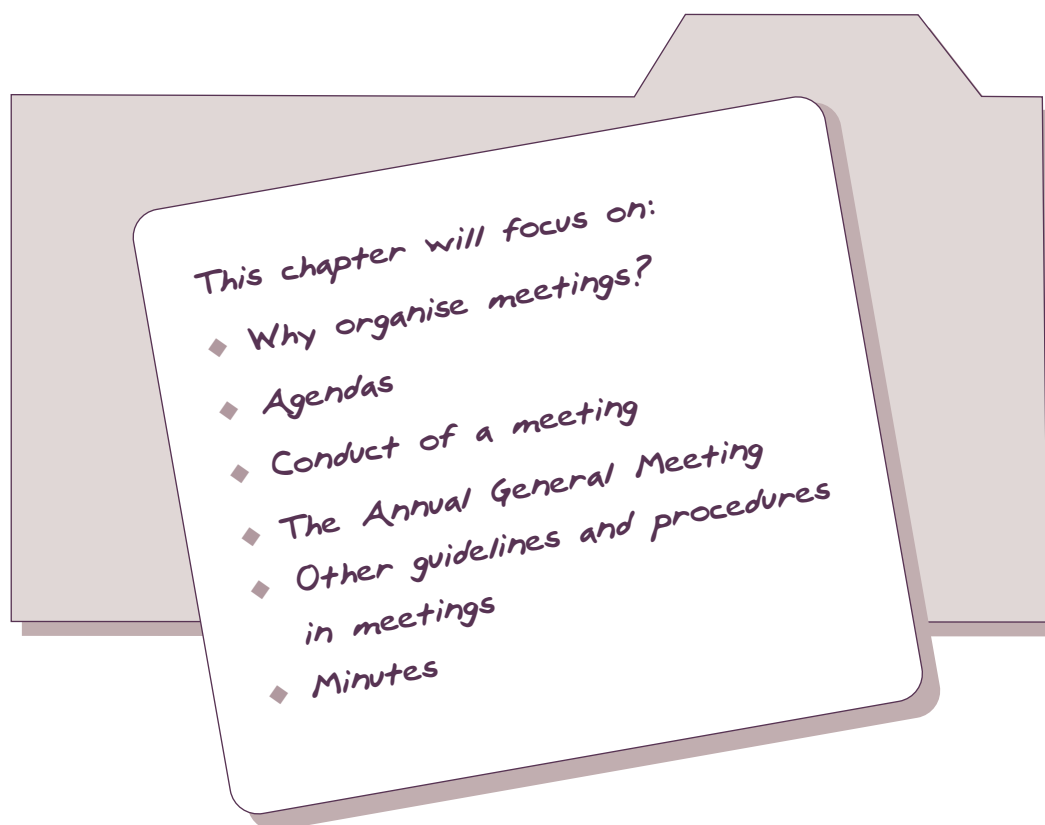 This chapter will focus on:
◆ Why organise meetings?
◆ Agendas
◆ Conduct of a meeting
◆ The Annual General Meeting
◆ Other guidelines and procedures
in meetings
◆ Minutes